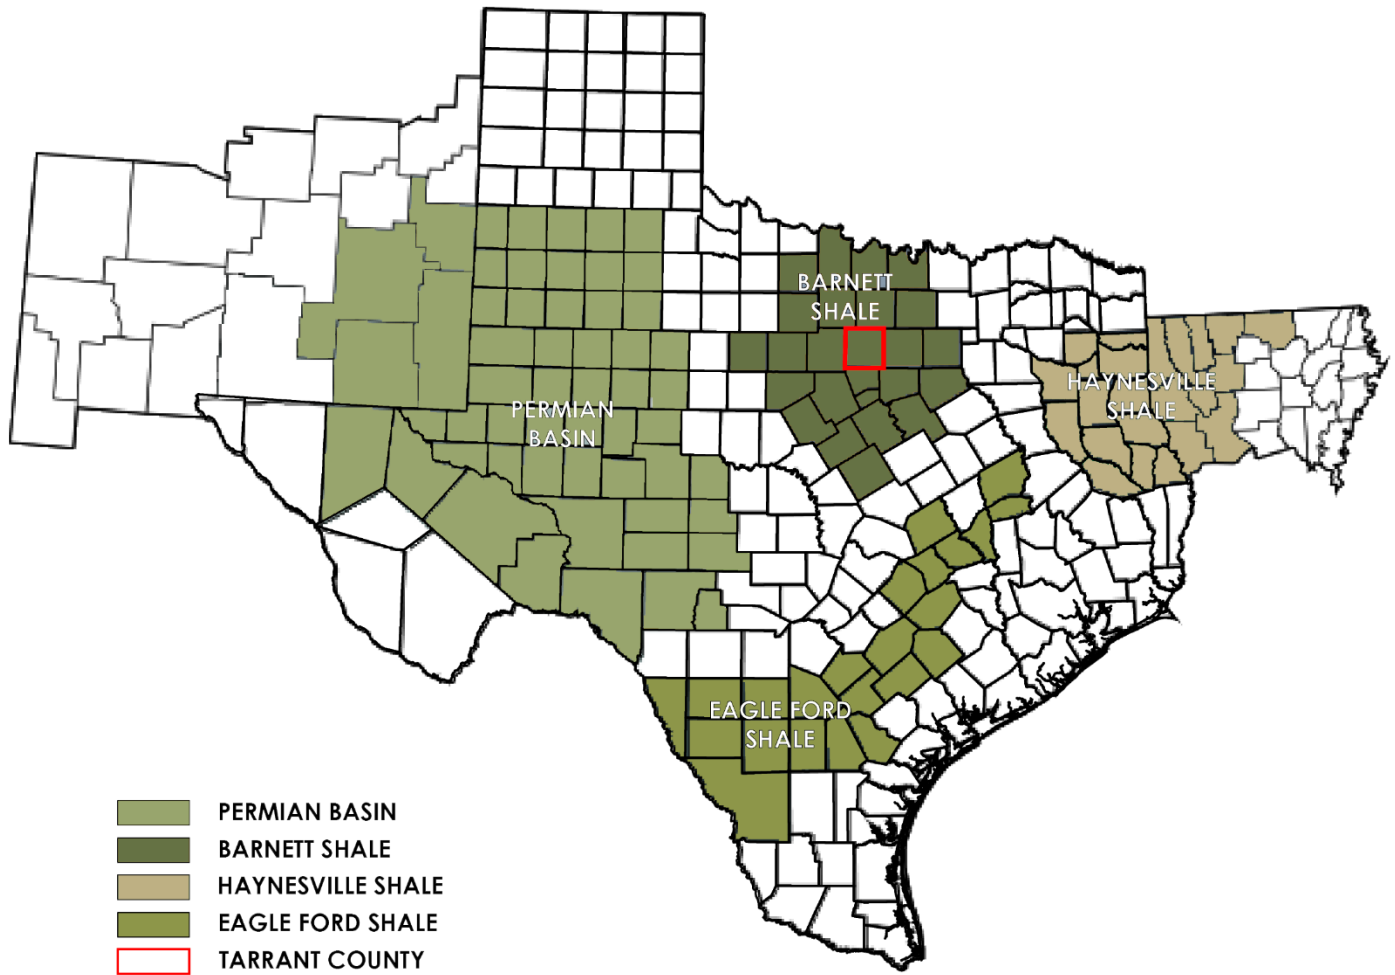 BARNETT
SHALE
HAYNESVILLE
SHALE
PERMIAN
BASIN
EAGLE FORD
SHALE
PERMIAN BASIN
BARNETT SHALE
HAYNESVILLE SHALE
EAGLE FORD SHALE
TARRANT COUNTY